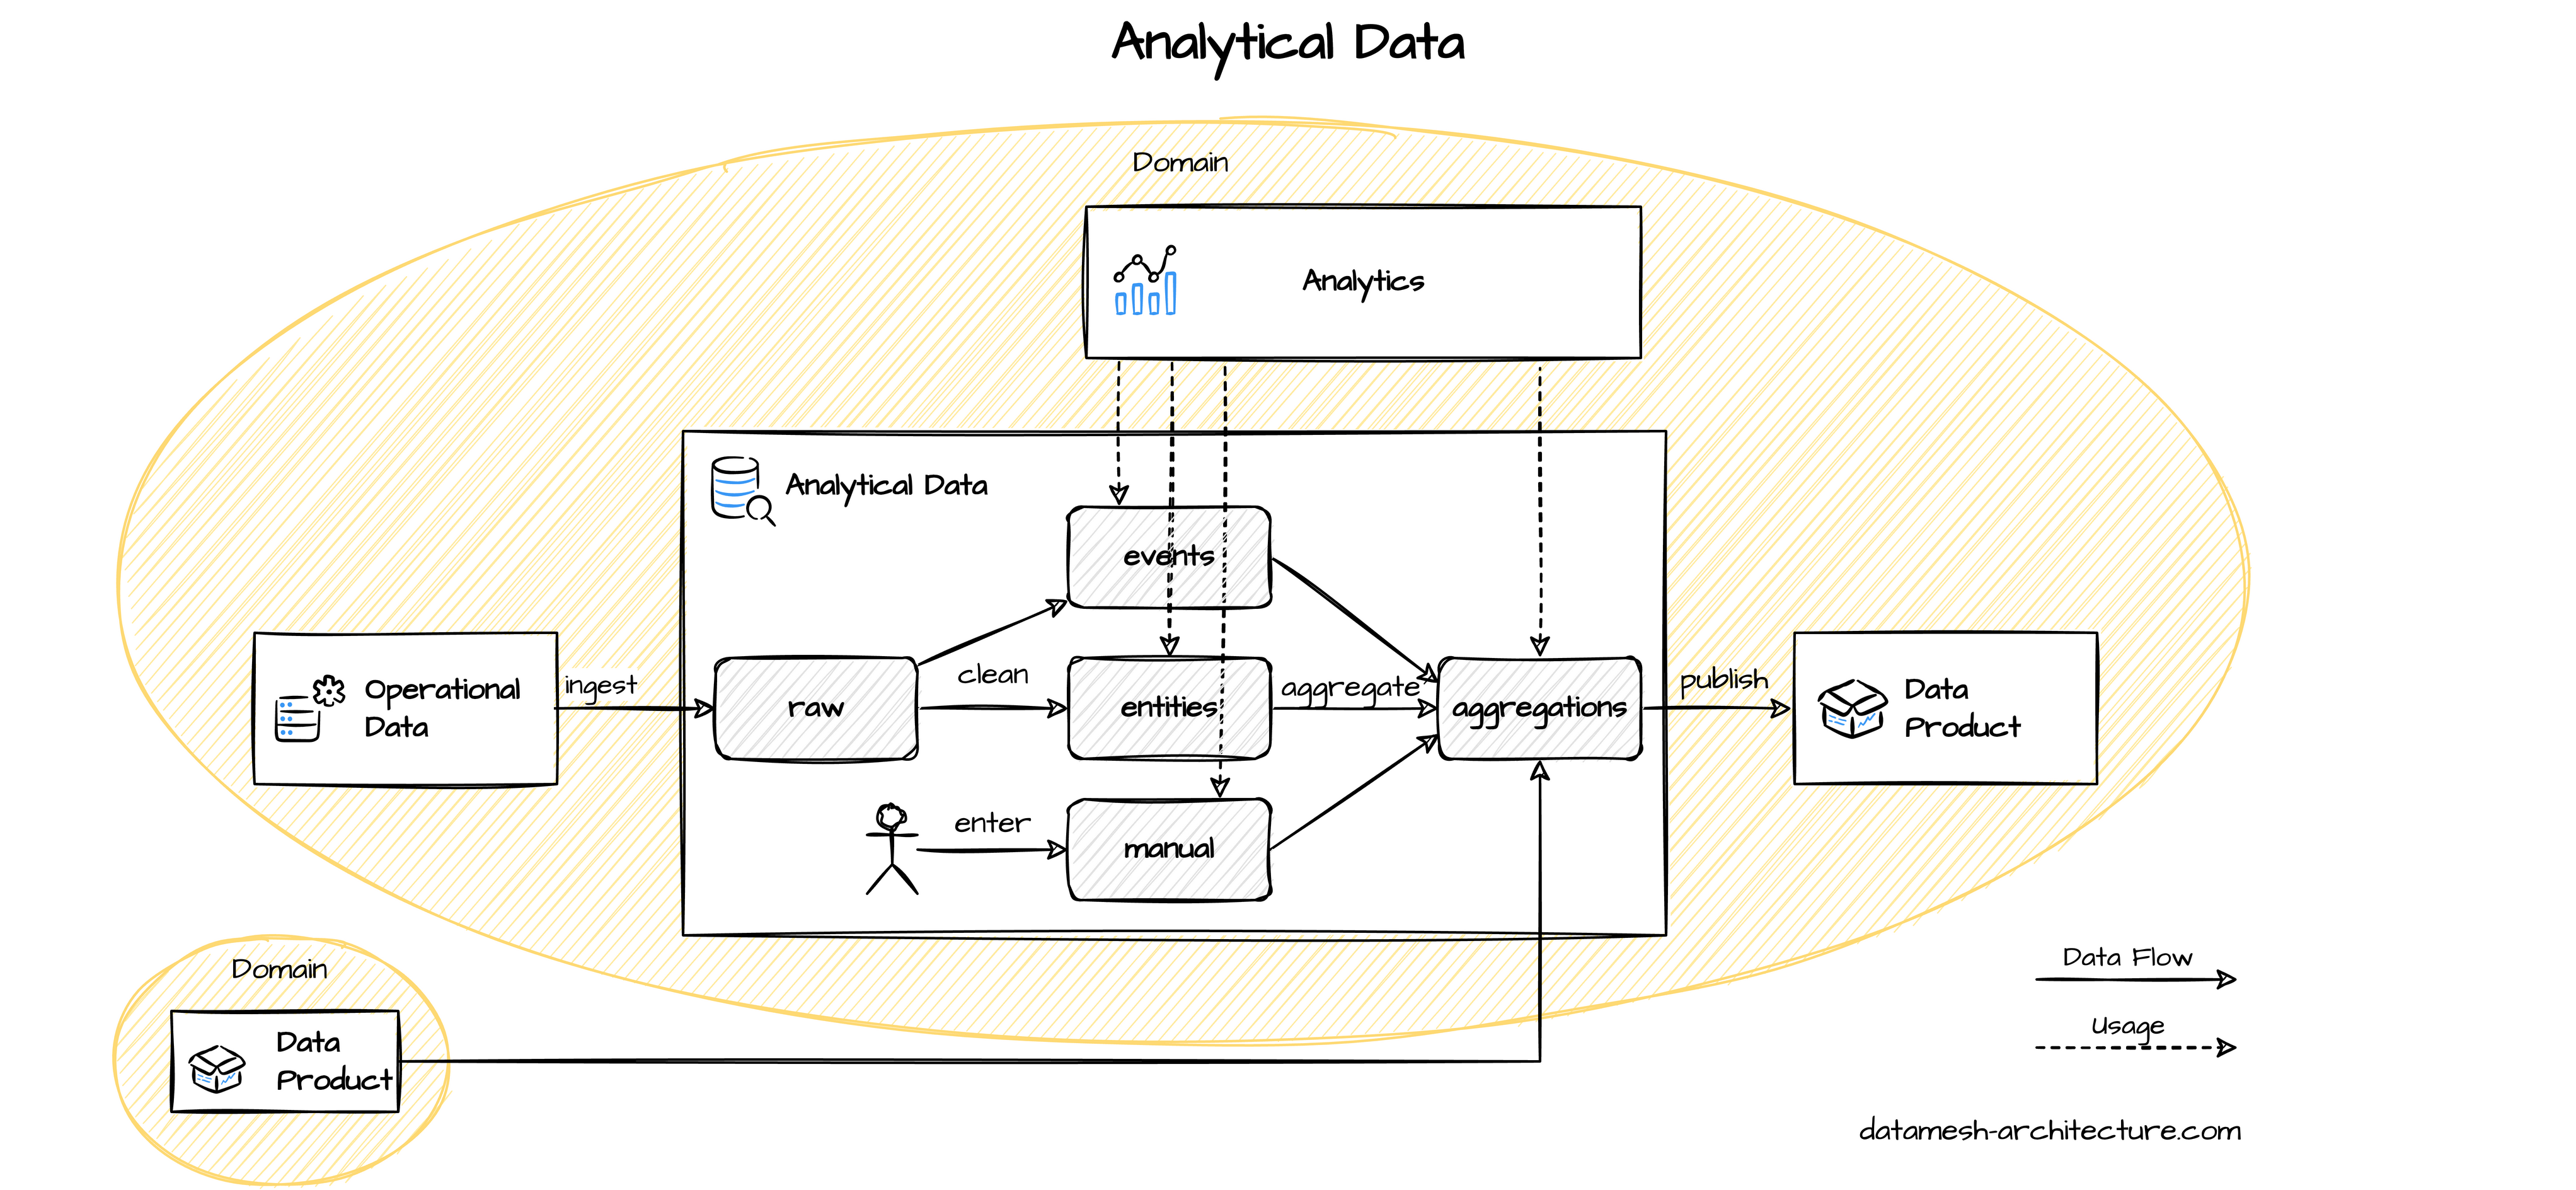 Analytical Data
Domain
Analytics
Analytical Data
events
Operational
Data
ingest
raw
clean
entities
aggregate
aggregations
publish
Data
Product
enter
manual
Domain
Data
Product
Data Flow
Usage
datamesh-architecture.com